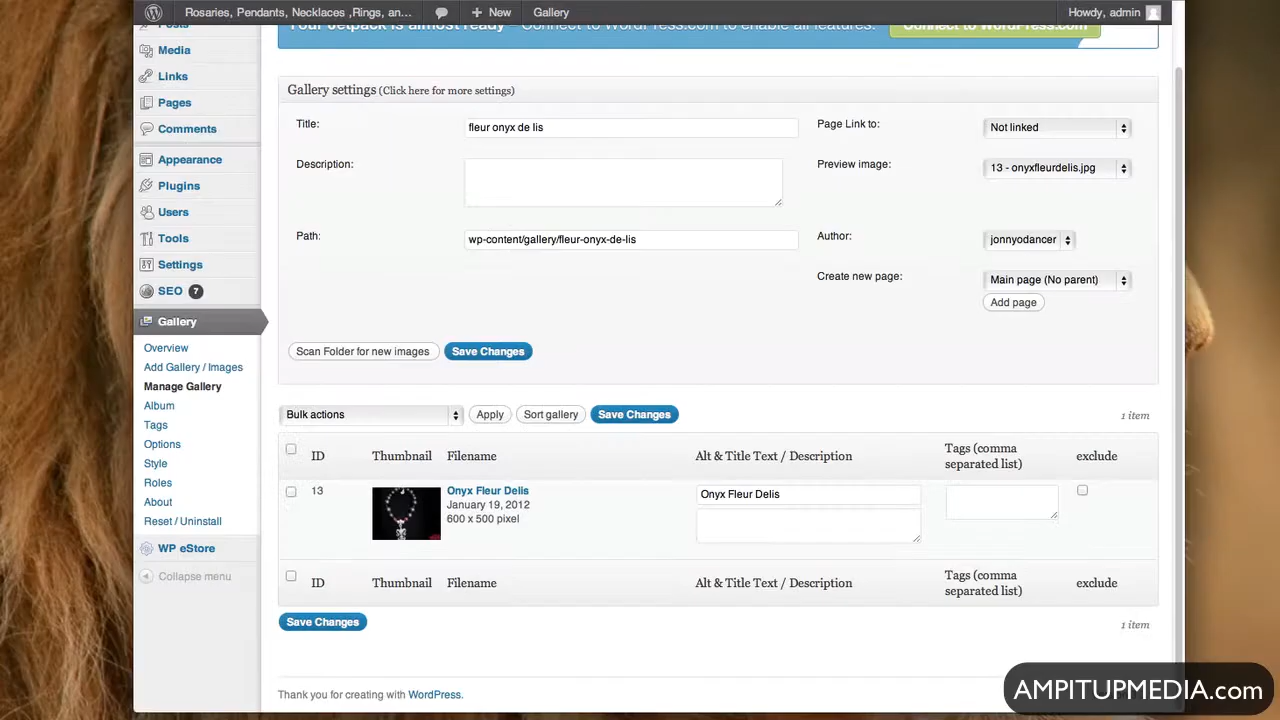 Rosaries, Pendants, Necklaces ,Rings, an...
New
Gallery
Howdy, admin
Posts
Your Jetpack is almost ready – Connect to WordPress.com to enable all features.
Connect to WordPress.com
Media
Links
Pages
Comments
Appearance
Plugins
Users
Tools
Settings
SEO 7
Gallery
Overview
Add Gallery / Images
Manage Gallery
Album
Tags
Options
Style
Roles
About
Reset / Uninstall
WP eStore
Collapse menu
Gallery settings (Click here for more settings)
Title: fleur onyx de lis
Page Link to: Not linked
Description:
Preview image: 13 - onyxfleurdelis.jpg
Path: wp-content/gallery/fleur-onyx-de-lis
Author: jonnyodancer
Create new page: Main page (No parent)
Add page
Scan Folder for new images Save Changes
Bulk actions Apply Sort gallery Save Changes 1 item
ID Thumbnail Filename Alt & Title Text / Description Tags (comma separated list) exclude
13 Onyx Fleur Delis Onyx Fleur Delis
January 19, 2012
600 x 500 pixel
ID Thumbnail Filename Alt & Title Text / Description Tags (comma separated list) exclude
Save Changes 1 item
Thank you for creating with WordPress.
AMPITUPMEDIA.com